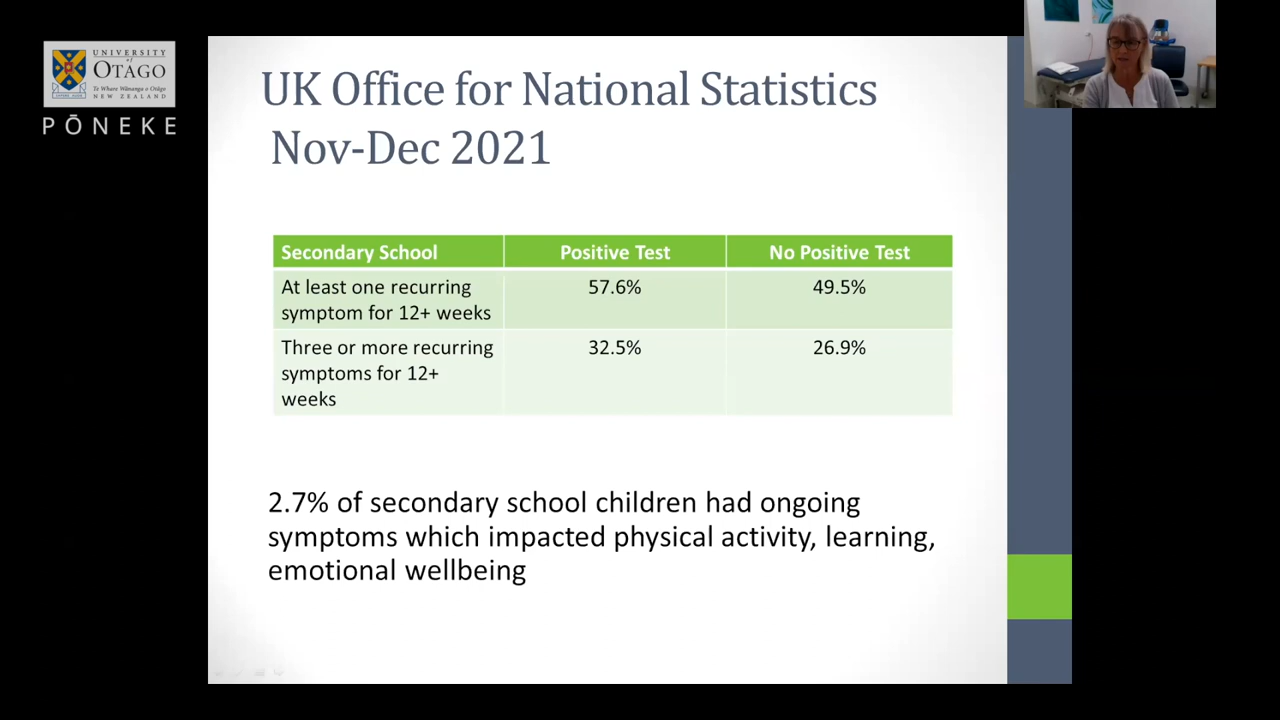 UNIVERSITY
of
OTAGO
Te Whare Wānanga o Otāgo
NEW ZEALAND
PŌNEKE
UK Office for National Statistics
Nov-Dec 2021
Secondary School Positive Test No Positive Test
At least one recurring 57.6% 49.5%
symptom for 12+ weeks
Three or more recurring 32.5% 26.9%
symptoms for 12+
weeks
2.7% of secondary school children had ongoing
symptoms which impacted physical activity, learning,
emotional wellbeing